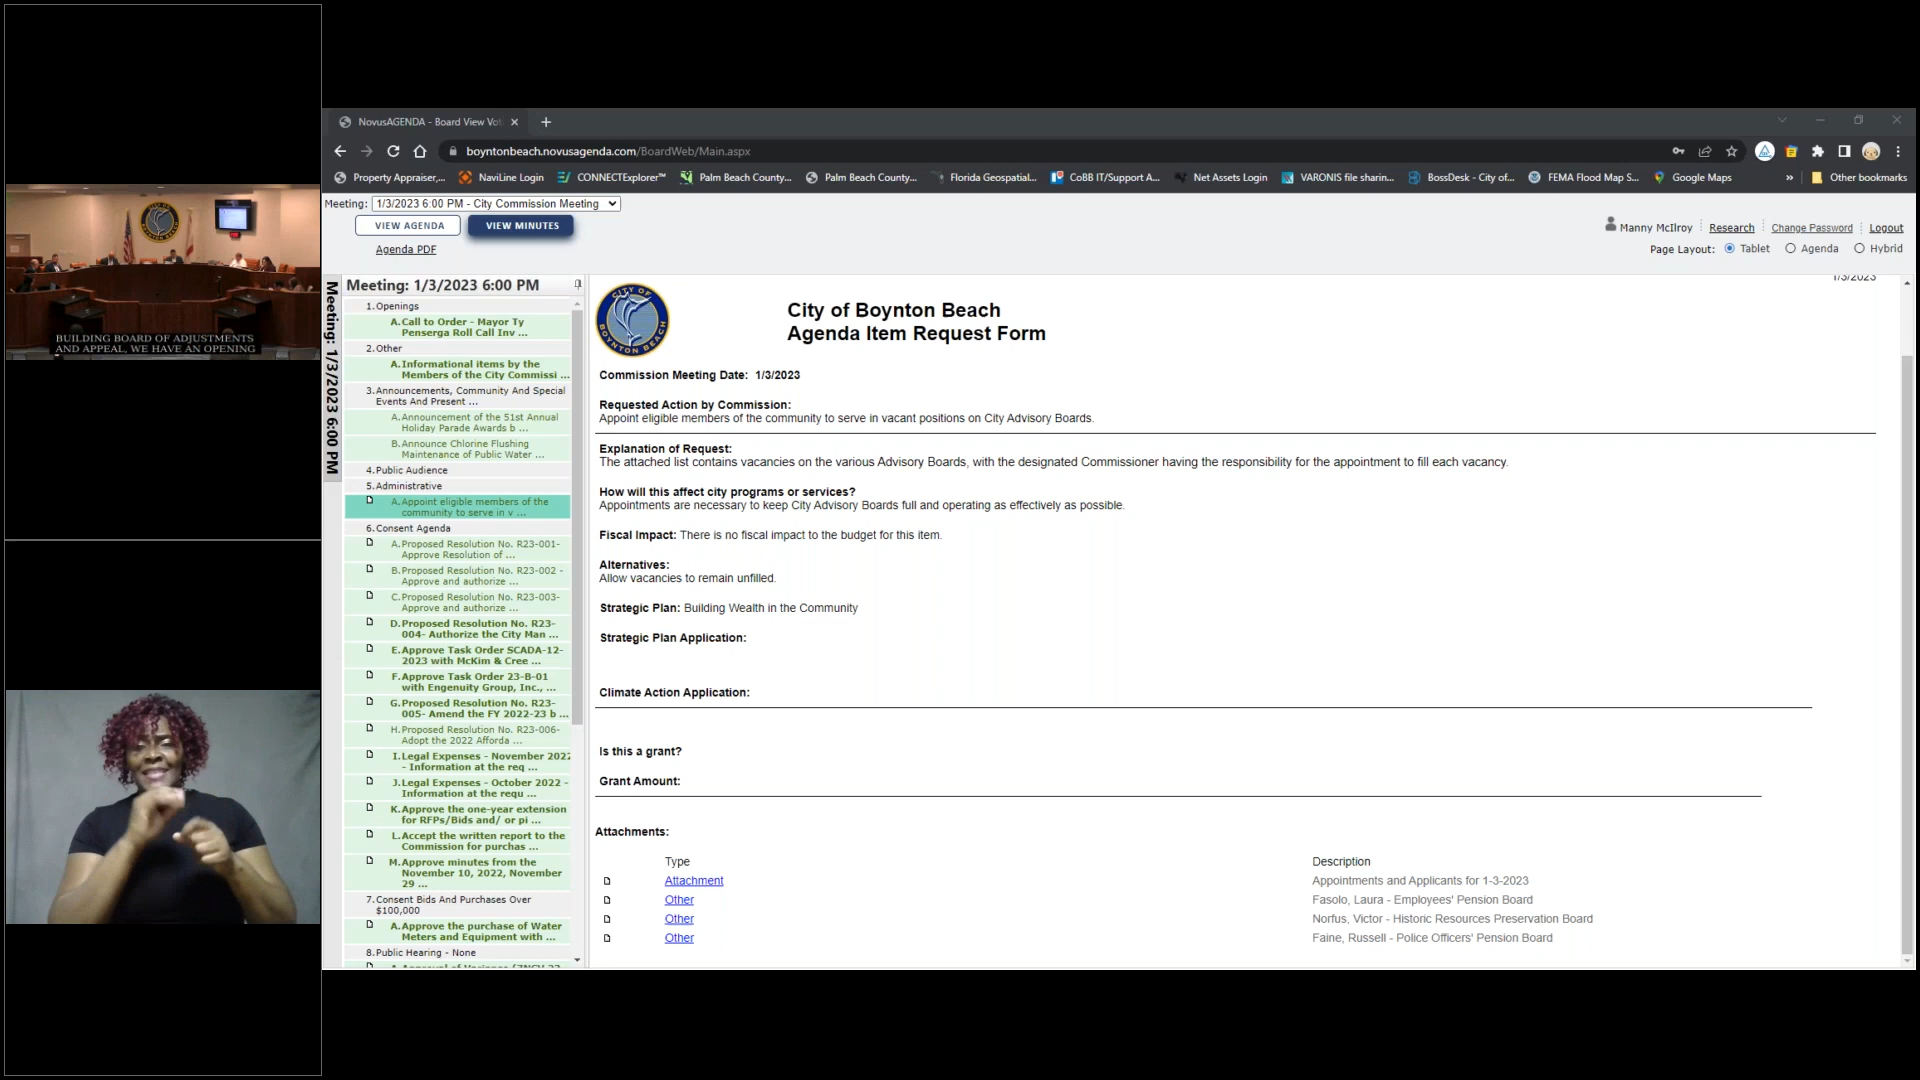 NovusAGENDA - Board View Vot
boyntonbeach.novusagenda.com/BoardWeb/Main.aspx
Property Appraiser,... NaviLine Login CONNECTExplorer™ Palm Beach County... Palm Beach County... Florida Geospatial... CoBB IT/Support A... Net Assets Login VARONIS file sharin... BossDesk - City of... FEMA Flood Map S... Google Maps » Other bookmarks
Meeting: 1/3/2023 6:00 PM - City Commission Meeting
VIEW AGENDA VIEW MINUTES
Agenda PDF
Manny McIlroy Research Change Password Logout
Page Layout: Tablet Agenda Hybrid
Meeting: 1/3/2023 6:00 PM
Meeting: 1/3/2023 6:00 PM
1.Openings
A.Call to Order - Mayor Ty
Penserga Roll Call Inv ...
2.Other
A.Informational items by the
Members of the City Commissi ...
3.Announcements, Community And Special
Events And Present ...
A.Announcement of the 51st Annual
Holiday Parade Awards b ...
B.Announce Chlorine Flushing
Maintenance of Public Water ...
4.Public Audience
5.Administrative
A.Appoint eligible members of the
community to serve in v ...
6.Consent Agenda
A.Proposed Resolution No. R23-001-
Approve Resolution of ...
B.Proposed Resolution No. R23-002 -
Approve and authorize ...
C.Proposed Resolution No. R23-003-
Approve and authorize ...
D.Proposed Resolution No. R23-
004- Authorize the City Man ...
E.Approve Task Order SCADA-12-
2023 with McKim & Cree ...
F.Approve Task Order 23-B-01
with Engenuity Group, Inc., ...
G.Proposed Resolution No. R23-
005- Amend the FY 2022-23 b ...
H.Proposed Resolution No. R23-006-
Adopt the 2022 Afforda ...
I.Legal Expenses - November 2022
- Information at the req ...
J.Legal Expenses - October 2022 -
Information at the requ ...
K.Approve the one-year extension
for RFPs/Bids and/ or pi ...
L.Accept the written report to the
Commission for purchas ...
M.Approve minutes from the
November 10, 2022, November
29 ...
7.Consent Bids And Purchases Over
$100,000
A.Approve the purchase of Water
Meters and Equipment with ...
8.Public Hearing - None
1/3/2023
CITY OF
BOYNTON BEACH
City of Boynton Beach
Agenda Item Request Form
Commission Meeting Date: 1/3/2023
Requested Action by Commission:
Appoint eligible members of the community to serve in vacant positions on City Advisory Boards.
Explanation of Request:
The attached list contains vacancies on the various Advisory Boards, with the designated Commissioner having the responsibility for the appointment to fill each vacancy.
How will this affect city programs or services?
Appointments are necessary to keep City Advisory Boards full and operating as effectively as possible.
Fiscal Impact: There is no fiscal impact to the budget for this item.
Alternatives:
Allow vacancies to remain unfilled.
Strategic Plan: Building Wealth in the Community
Strategic Plan Application:
Climate Action Application:
Is this a grant?
Grant Amount:
Attachments:
Type Description
Attachment Appointments and Applicants for 1-3-2023
Other Fasolo, Laura - Employees' Pension Board
Other Norfus, Victor - Historic Resources Preservation Board
Other Faine, Russell - Police Officers' Pension Board
BUILDING BOARD OF ADJUSTMENTS
AND APPEAL, WE HAVE AN OPENING